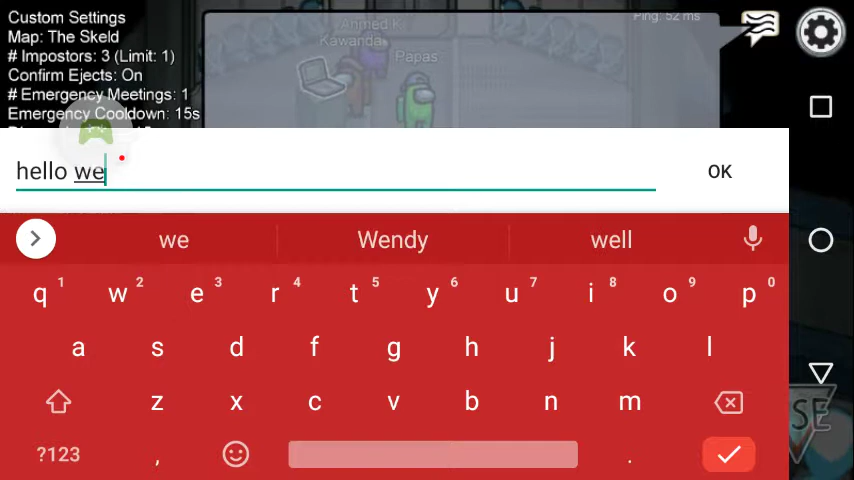 Custom Settings
Map: The Skeld
# Impostors: 3 (Limit: 1)
Confirm Ejects: On
# Emergency Meetings: 1
Emergency Cooldown: 15s
Ahmed K
Kawanda
Papas
Ping: 52 ms
hello we
OK
we Wendy well
q 1 w 2 e 3 r 4 t 5 y 6 u 7 i 8 o 9 p 0
a s d f g h j k l
z x c v b n m
?123 , .
SE